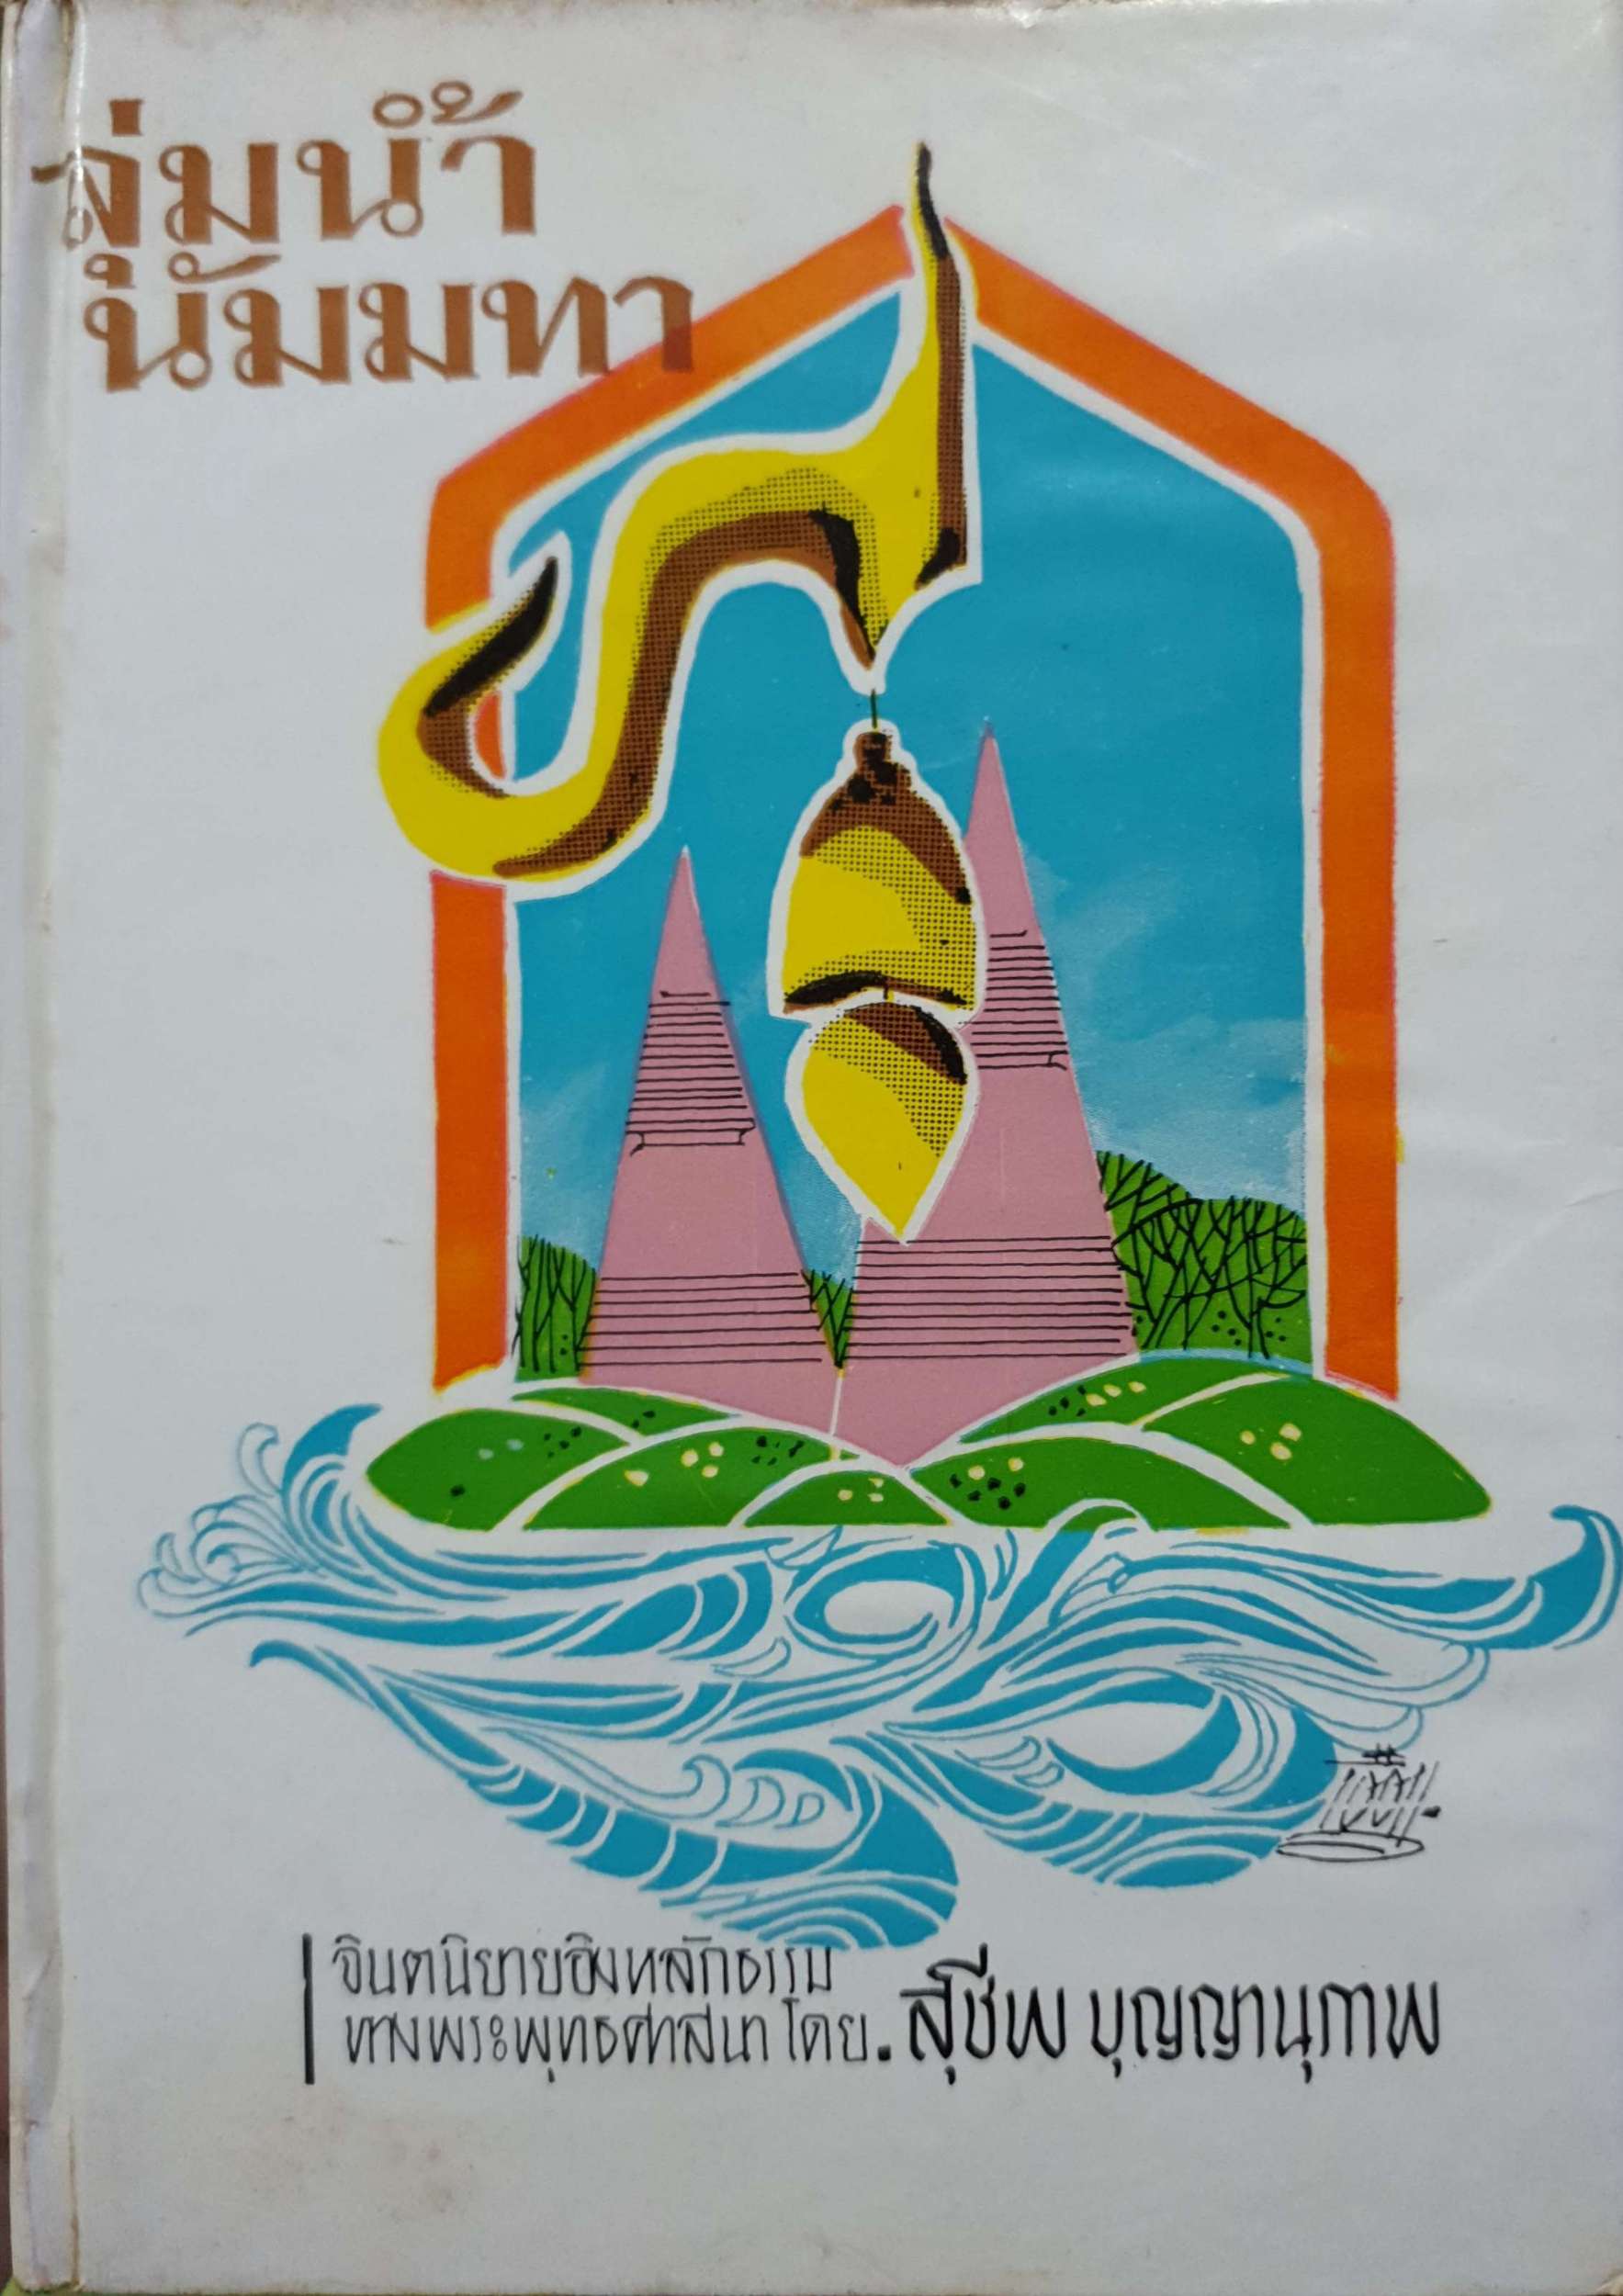 ลุ่มน้ำ
นัมมทา
จินตนิยายอิงหลักธรรม
ทางพระพุทธศาสนา โดย. สุชีพ บุญญานุภาพ